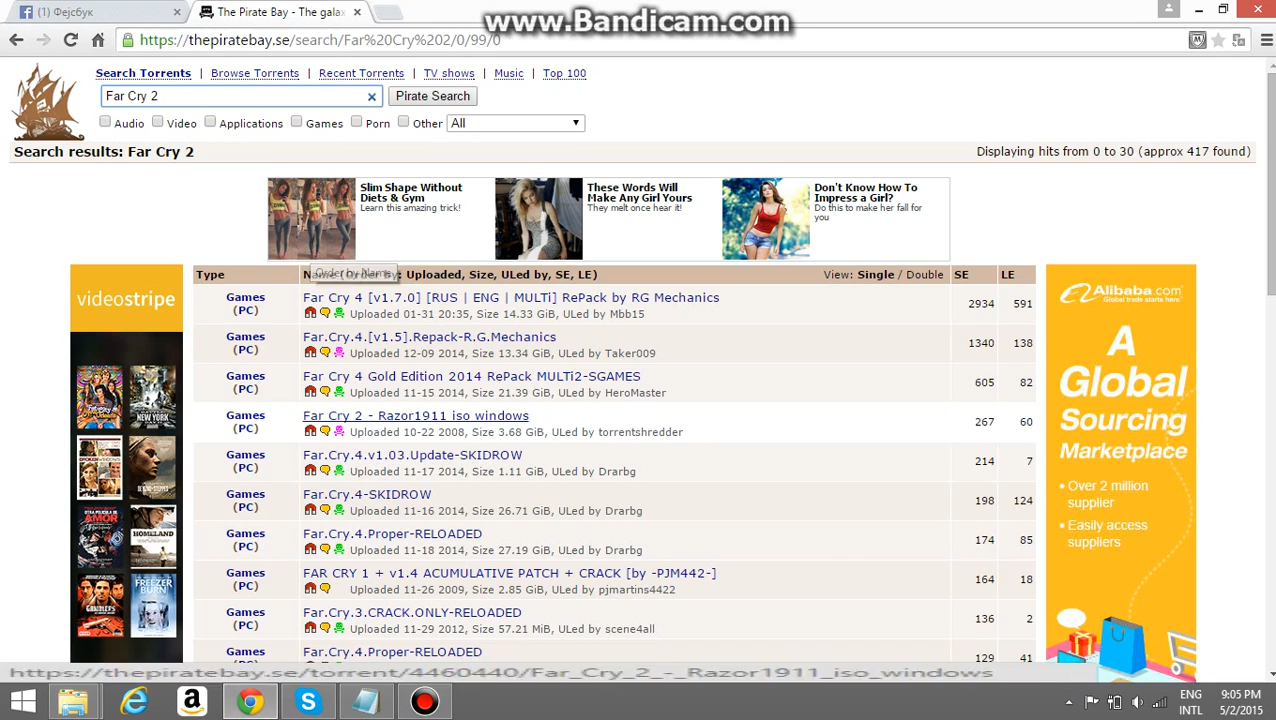 www.Bandicam.com
(1) Фејсбук
The Pirate Bay - The galax
https://thepiratebay.se/search/Far%20Cry%202/0/99/0
Search Torrents | Browse Torrents | Recent Torrents | TV shows | Music | Top 100
Far Cry 2
Pirate Search
Audio Video Applications Games Porn Other All
Search results: Far Cry 2
Displaying hits from 0 to 30 (approx 417 found)
Slim Shape Without
Diets & Gym
Learn this amazing trick!
These Words Will
Make Any Girl Yours
They melt once hear it!
Don't Know How To
Impress a Girl?
Do this to make her fall for
you
videostripe
Type
Order by Name
Uploaded, Size, ULed by, SE, LE)
View: Single / Double
SE
LE
Games
(PC)
Far Cry 4 [v1.7.0] [RUS | ENG | MULTi] RePack by RG Mechanics
Uploaded 01-31 20:35, Size 14.33 GiB, ULed by Mbb15
2934 591
Games
(PC)
Far.Cry.4.[v1.5].Repack-R.G.Mechanics
Uploaded 12-09 2014, Size 13.34 GiB, ULed by Taker009
1340 138
Games
(PC)
Far Cry 4 Gold Edition 2014 RePack MULTi2-SGAMES
Uploaded 11-15 2014, Size 21.39 GiB, ULed by HeroMaster
605 82
Games
(PC)
Far Cry 2 - Razor1911 iso windows
Uploaded 10-22 2008, Size 3.68 GiB, ULed by torrentshredder
267 60
Games
(PC)
Far.Cry.4.v1.03.Update-SKIDROW
Uploaded 11-17 2014, Size 1.11 GiB, ULed by Drarbg
214 7
Games
(PC)
Far.Cry.4-SKIDROW
Uploaded 11-16 2014, Size 26.71 GiB, ULed by Drarbg
198 124
Games
(PC)
Far.Cry.4.Proper-RELOADED
Uploaded 11-18 2014, Size 27.19 GiB, ULed by Drarbg
174 85
Games
(PC)
FAR CRY 1 + v1.4 ACUMULATIVE PATCH + CRACK [by -PJM442-]
Uploaded 11-26 2009, Size 2.85 GiB, ULed by pjmartins4422
164 18
Games
(PC)
Far.Cry.3.CRACK.ONLY-RELOADED
Uploaded 11-29 2012, Size 57.21 MiB, ULed by scene4all
136 2
Games
(PC)
Far.Cry.4.Proper-RELOADED
129 41
NEW YORK
AMOR
HOMELAND
FREEZER
BURN
Alibaba.com
Global trade starts here
A
Global
Sourcing
Marketplace
• Over 2 million
supplier
• Easily access
suppliers
https://thepiratebay.se/torrent/4460440/Far_Cry_2_-_Razor1911_iso_windows
ENG
INTL
9:05 PM
5/2/2015